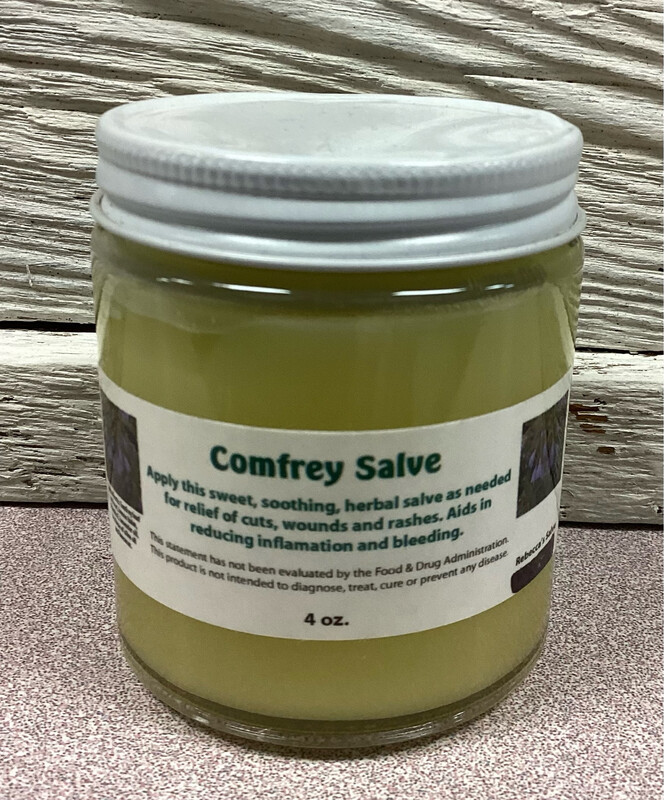 Comfrey Salve
Apply this sweet, soothing, herbal salve as needed
for relief of cuts, wounds and rashes. Aids in
reducing inflamation and bleeding.
This statement has not been evaluated by the Food & Drug Administration.
This product is not intended to diagnose, treat, cure or prevent any disease.
4 oz.
Rebecca's